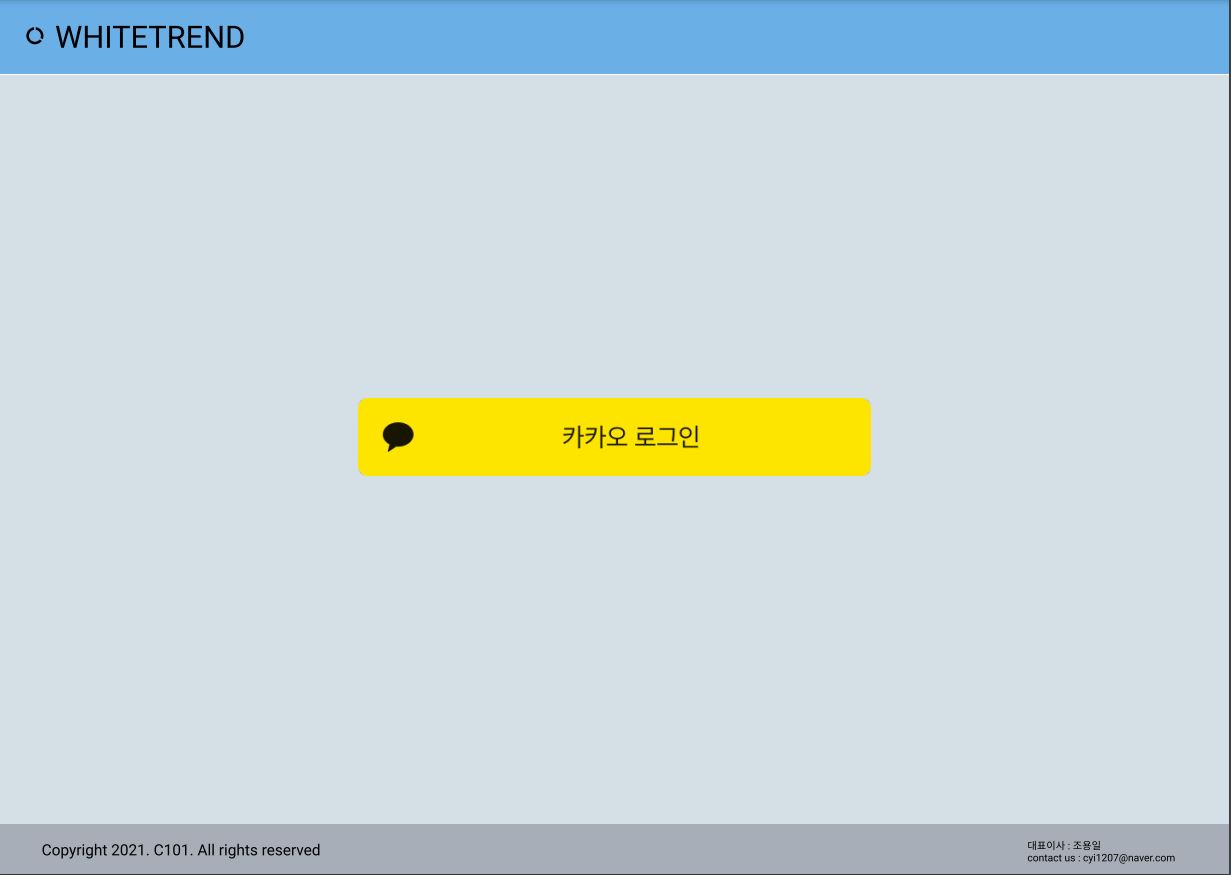 WHITETREND
카카오 로그인
Copyright 2021. C101. All rights reserved
대표이사 : 조용일
contact us : cyi1207@naver.com